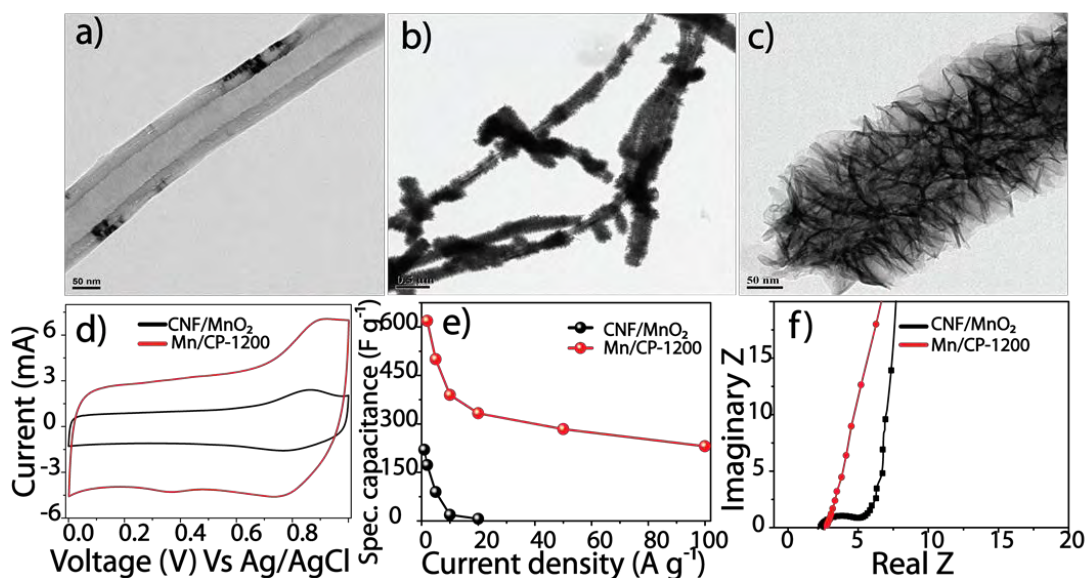 a)
50 nm
b)
0.5 µm
c)
50 nm
d)
CNF/MnO₂
Mn/CP-1200
Current (mA)
6
3
0
-3
-6
0.0 0.2 0.4 0.6 0.8
Voltage (V) Vs Ag/AgCl
e)
CNF/MnO₂
Mn/CP-1200
Spec. capacitance (F g⁻¹)
600
450
300
150
0
0 20 40 60 80 100
Current density (A g⁻¹)
f)
CNF/MnO₂
Mn/CP-1200
Imaginary Z
15
10
5
0
0 5 10 15 20
Real Z